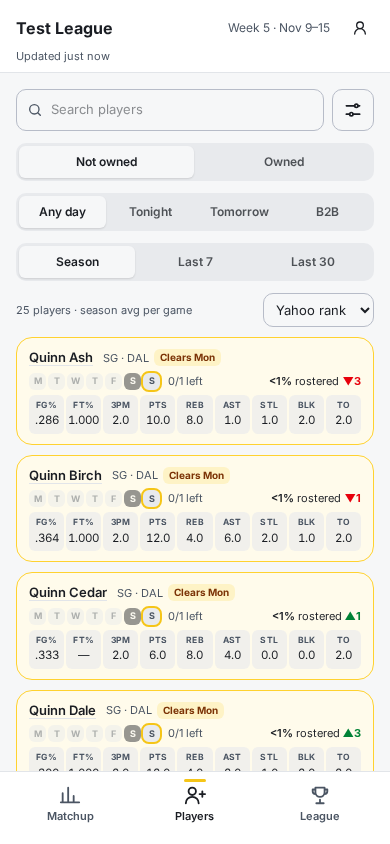 Test League
Week 5 · Nov 9–15
Updated just now
Search players
Not owned Owned
Any day Tonight Tomorrow B2B
Season Last 7 Last 30
25 players · season avg per game
Yahoo rank
Quinn Ash SG · DAL Clears Mon
M T W T F S S 0/1 left <1% rostered ▼3
FG% FT% 3PM PTS REB AST STL BLK TO
.286 1.000 2.0 10.0 8.0 1.0 1.0 2.0 2.0
Quinn Birch SG · DAL Clears Mon
M T W T F S S 0/1 left <1% rostered ▼1
FG% FT% 3PM PTS REB AST STL BLK TO
.364 1.000 2.0 12.0 4.0 6.0 2.0 1.0 2.0
Quinn Cedar SG · DAL Clears Mon
M T W T F S S 0/1 left <1% rostered ▲1
FG% FT% 3PM PTS REB AST STL BLK TO
.333 — 2.0 6.0 8.0 4.0 0.0 0.0 2.0
Quinn Dale SG · DAL Clears Mon
M T W T F S S 0/1 left <1% rostered ▲3
FG% FT% 3PM PTS REB AST STL BLK TO
Matchup Players League